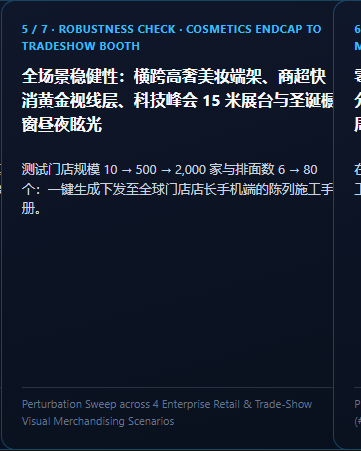 5 / 7 · ROBUSTNESS CHECK · COSMETICS ENDCAP TO
TRADESHOW BOOTH
全场景稳健性：横跨高奢美妆端架、商超快
消黄金视线层、科技峰会 15 米展台与圣诞橱
窗昼夜眩光
测试门店规模 10 → 500 → 2,000 家与排面数 6 → 80
个：一键生成下发至全球门店店长手机端的陈列施工手
册。
Perturbation Sweep across 4 Enterprise Retail & Trade-Show
Visual Merchandising Scenarios